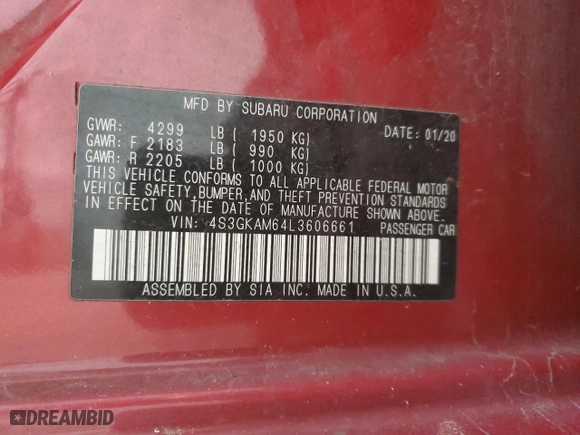 MFD BY SUBARU CORPORATION
GVWR: 4299 LB ( 1950 KG) DATE: 01/20
GAWR: F 2183 LB ( 990 KG)
GAWR: R 2205 LB ( 1000 KG)
THIS VEHICLE CONFORMS TO ALL APPLICABLE FEDERAL MOTOR
VEHICLE SAFETY, BUMPER, AND THEFT PREVENTION STANDARDS
IN EFFECT ON THE DATE OF MANUFACTURE SHOWN ABOVE.
VIN: 4S3GKAM64L3606661 PASSENGER CAR
ASSEMBLED BY SIA INC. MADE IN U.S.A.
DREAMBID